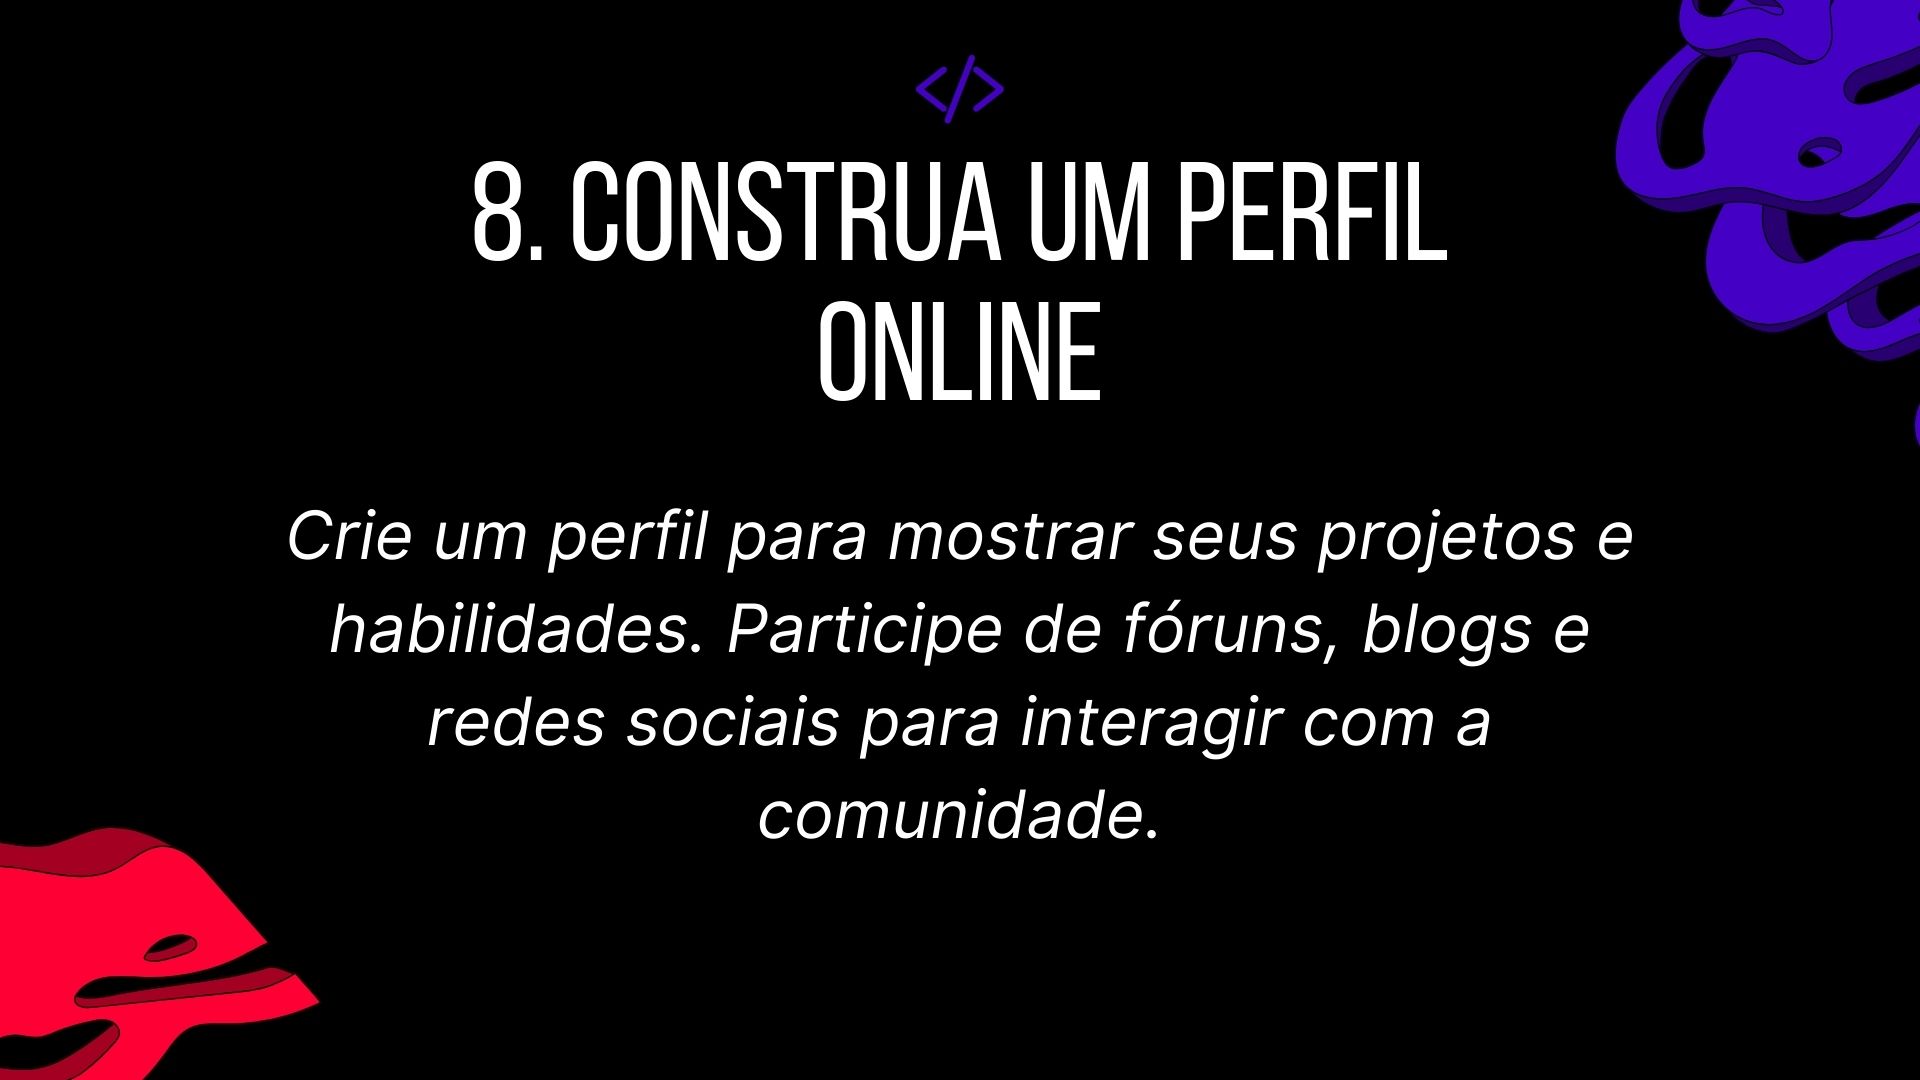 </>
8. CONSTRUA UM PERFIL
ONLINE
Crie um perfil para mostrar seus projetos e
habilidades. Participe de fóruns, blogs e
redes sociais para interagir com a
comunidade.